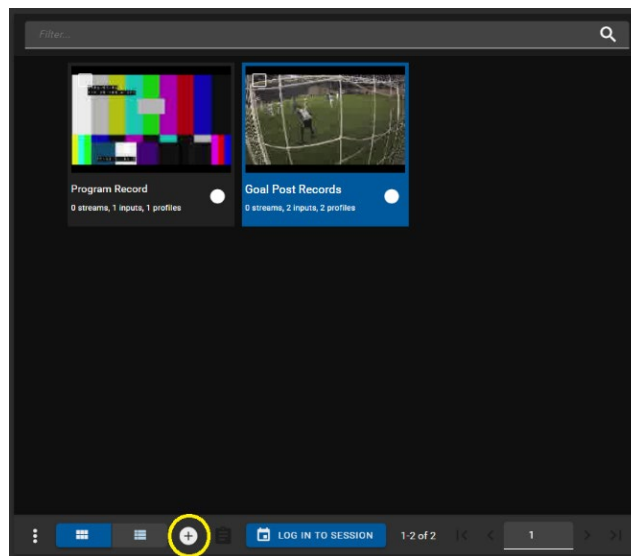 Filter...
Program Record
0 streams, 1 inputs, 1 profiles
Goal Post Records
0 streams, 2 inputs, 2 profiles
LOG IN TO SESSION
1-2 of 2
1